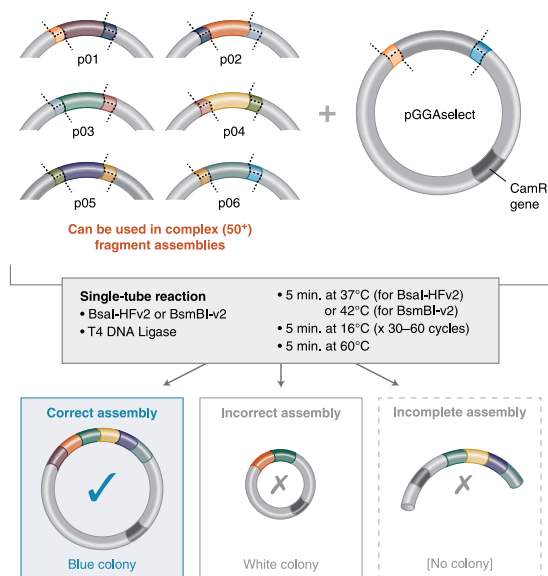 p01
p02
p03
p04
p05
p06
+
pGGAselect
CamR
gene
Can be used in complex (50⁺)
fragment assemblies
Single-tube reaction
• BsaI-HFv2 or BsmBI-v2
• T4 DNA Ligase
• 5 min. at 37°C (for BsaI-HFv2)
or 42°C (for BsmBI-v2)
• 5 min. at 16°C (x 30–60 cycles)
• 5 min. at 60°C
Correct assembly
Blue colony
Incorrect assembly
White colony
Incomplete assembly
[No colony]